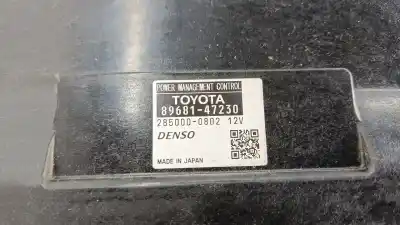 POWER MANAGEMENT CONTROL
TOYOTA
89681-47230
285000-0802 12V
DENSO
MADE IN JAPAN